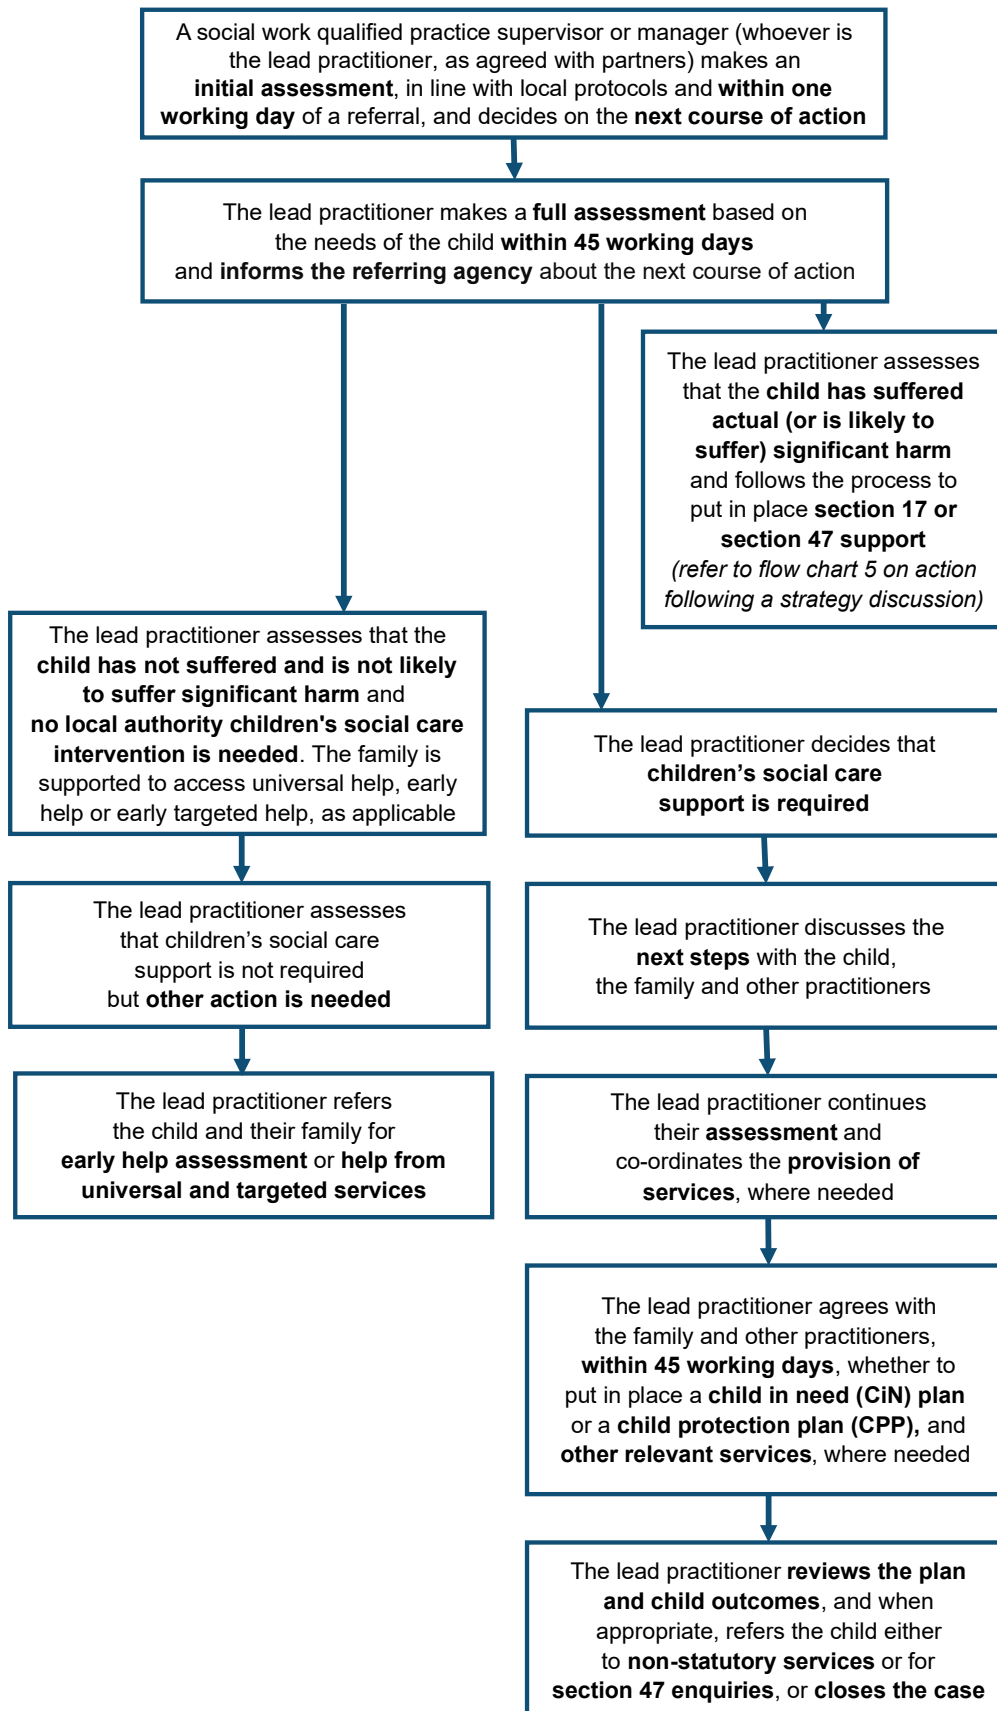 A social work qualified practice supervisor or manager (whoever is
the lead practitioner, as agreed with partners) makes an
initial assessment, in line with local protocols and within one
working day of a referral, and decides on the next course of action
The lead practitioner makes a full assessment based on
the needs of the child within 45 working days
and informs the referring agency about the next course of action
The lead practitioner assesses
that the child has suffered
actual (or is likely to
suffer) significant harm
and follows the process to
put in place section 17 or
section 47 support
(refer to flow chart 5 on action
following a strategy discussion)
The lead practitioner assesses that the
child has not suffered and is not likely
to suffer significant harm and
no local authority children's social care
intervention is needed. The family is
supported to access universal help, early
help or early targeted help, as applicable
The lead practitioner assesses
that children’s social care
support is not required
but other action is needed
The lead practitioner refers
the child and their family for
early help assessment or help from
universal and targeted services
The lead practitioner decides that
children’s social care
support is required
The lead practitioner discusses the
next steps with the child,
the family and other practitioners
The lead practitioner continues
their assessment and
co-ordinates the provision of
services, where needed
The lead practitioner agrees with
the family and other practitioners,
within 45 working days, whether to
put in place a child in need (CiN) plan
or a child protection plan (CPP), and
other relevant services, where needed
The lead practitioner reviews the plan
and child outcomes, and when
appropriate, refers the child either
to non-statutory services or for
section 47 enquiries, or closes the case